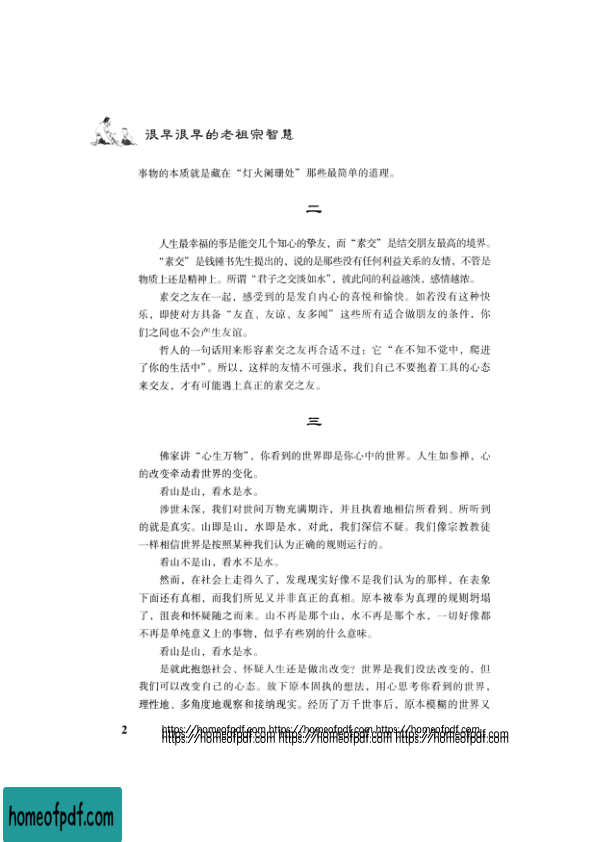 很早很早的老祖宗智慧
事物的本质就是藏在“灯火阑珊处”那些最简单的道理。
二
人生最幸福的事是能交几个知心的挚友，而“素交”是结交朋友最高的境界。
“素交”是钱锺书先生提出的，说的是那些没有任何利益关系的友情，不管是
物质上还是精神上。所谓“君子之交淡如水”，彼此间的利益越淡，感情越浓。
素交之友在一起，感受到的是发自内心的喜悦和愉快。如若没有这种快
乐，即使对方具备“友直、友谅、友多闻”这些所有适合做朋友的条件，你
们之间也不会产生友谊。
哲人的一句话用来形容素交之友再合适不过：它“在不知不觉中，爬进
了你的生活中”。所以，这样的友情不可强求，我们自己不要抱着工具的心态
来交友，才有可能遇上真正的素交之友。
三
佛家讲“心生万物”，你看到的世界即是你心中的世界。人生如参禅，心
的改变牵动着世界的变化。
看山是山，看水是水。
涉世未深，我们对世间万物充满期许，并且执着地相信所看到、所听到
的就是真实。山即是山，水即是水，对此，我们深信不疑。我们像宗教教徒
一样相信世界是按照某种我们认为正确的规则运行的。
看山不是山，看水不是水。
然而，在社会上走得久了，发现现实好像不是我们认为的那样，在表象
下面还有真相，而我们所见又并非真正的真相。原本被奉为真理的规则坍塌
了，沮丧和怀疑随之而来。山不再是那个山，水不再是那个水，一切好像都
不再是单纯意义上的事物，似乎有些别的什么意味。
看山是山，看水是水。
是就此抱怨社会、怀疑人生还是做出改变？世界是我们没法改变的，但
我们可以改变自己的心态。放下原本固执的想法，用心思考你看到的世界，
理性地、多角度地观察和接纳现实。经历了万千世事后，原本模糊的世界又
2
https://homeofpdf.com https://homeofpdf.com https://homeofpdf.com
https://homeofpdf.com https://homeofpdf.com https://homeofpdf.com
homeofpdf.com